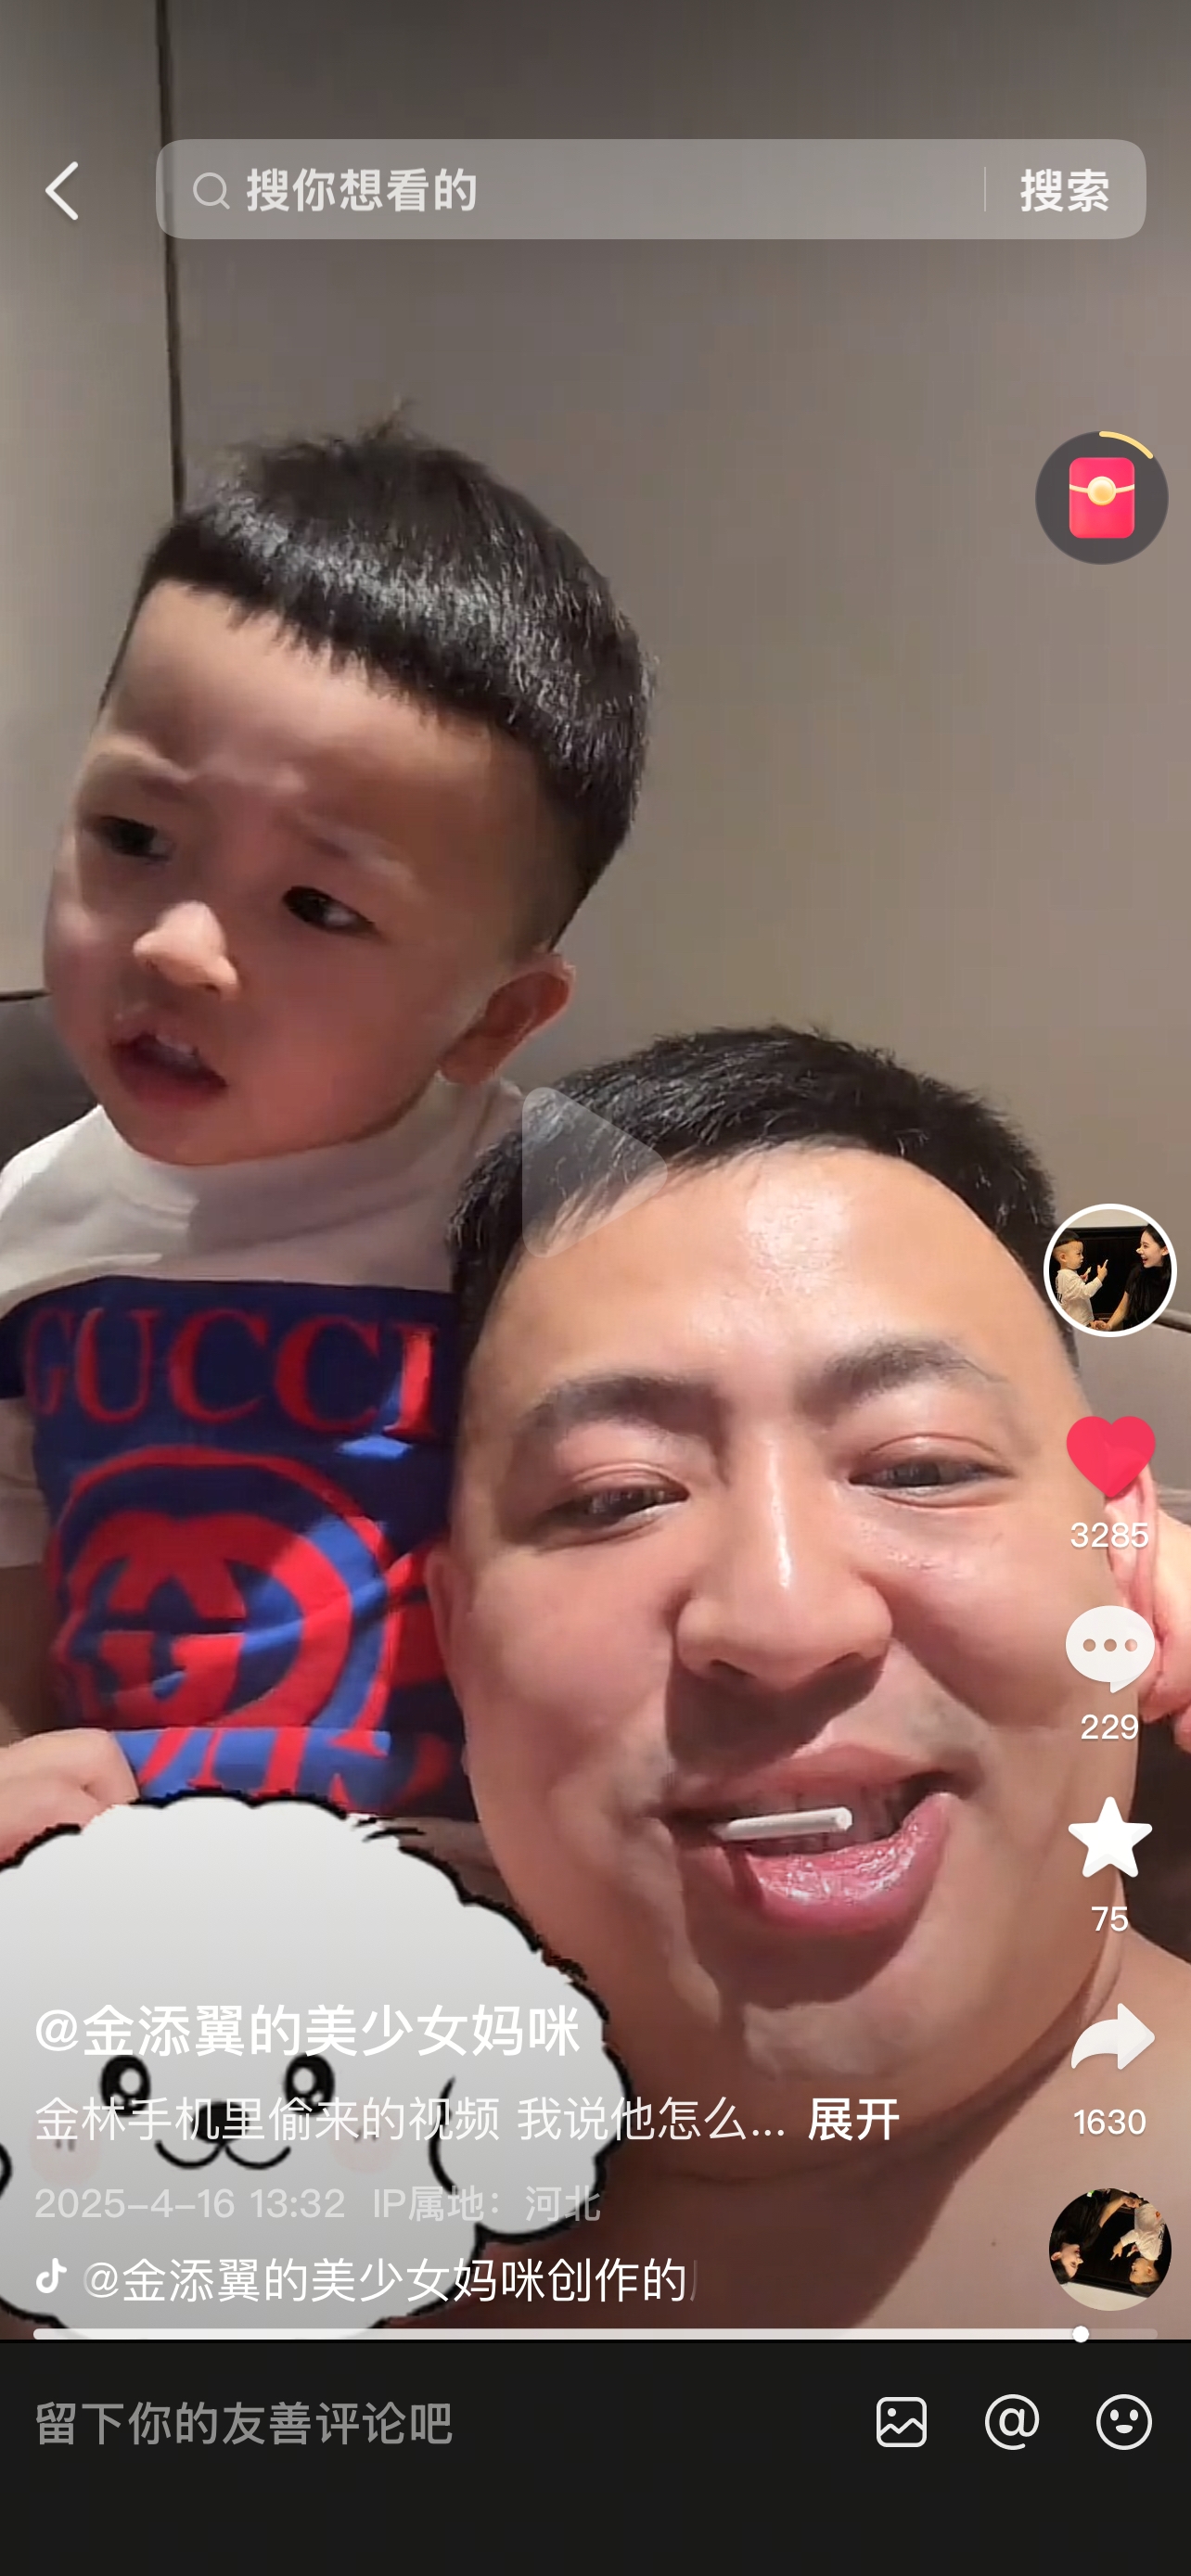 搜你想看的 搜索
GUCCI
3285
229
75
@金添翼的美少女妈咪
金林手机里偷来的视频 我说他怎么... 展开
1630
2025-4-16 13:32 IP属地：河北
@金添翼的美少女妈咪创作的
留下你的友善评论吧